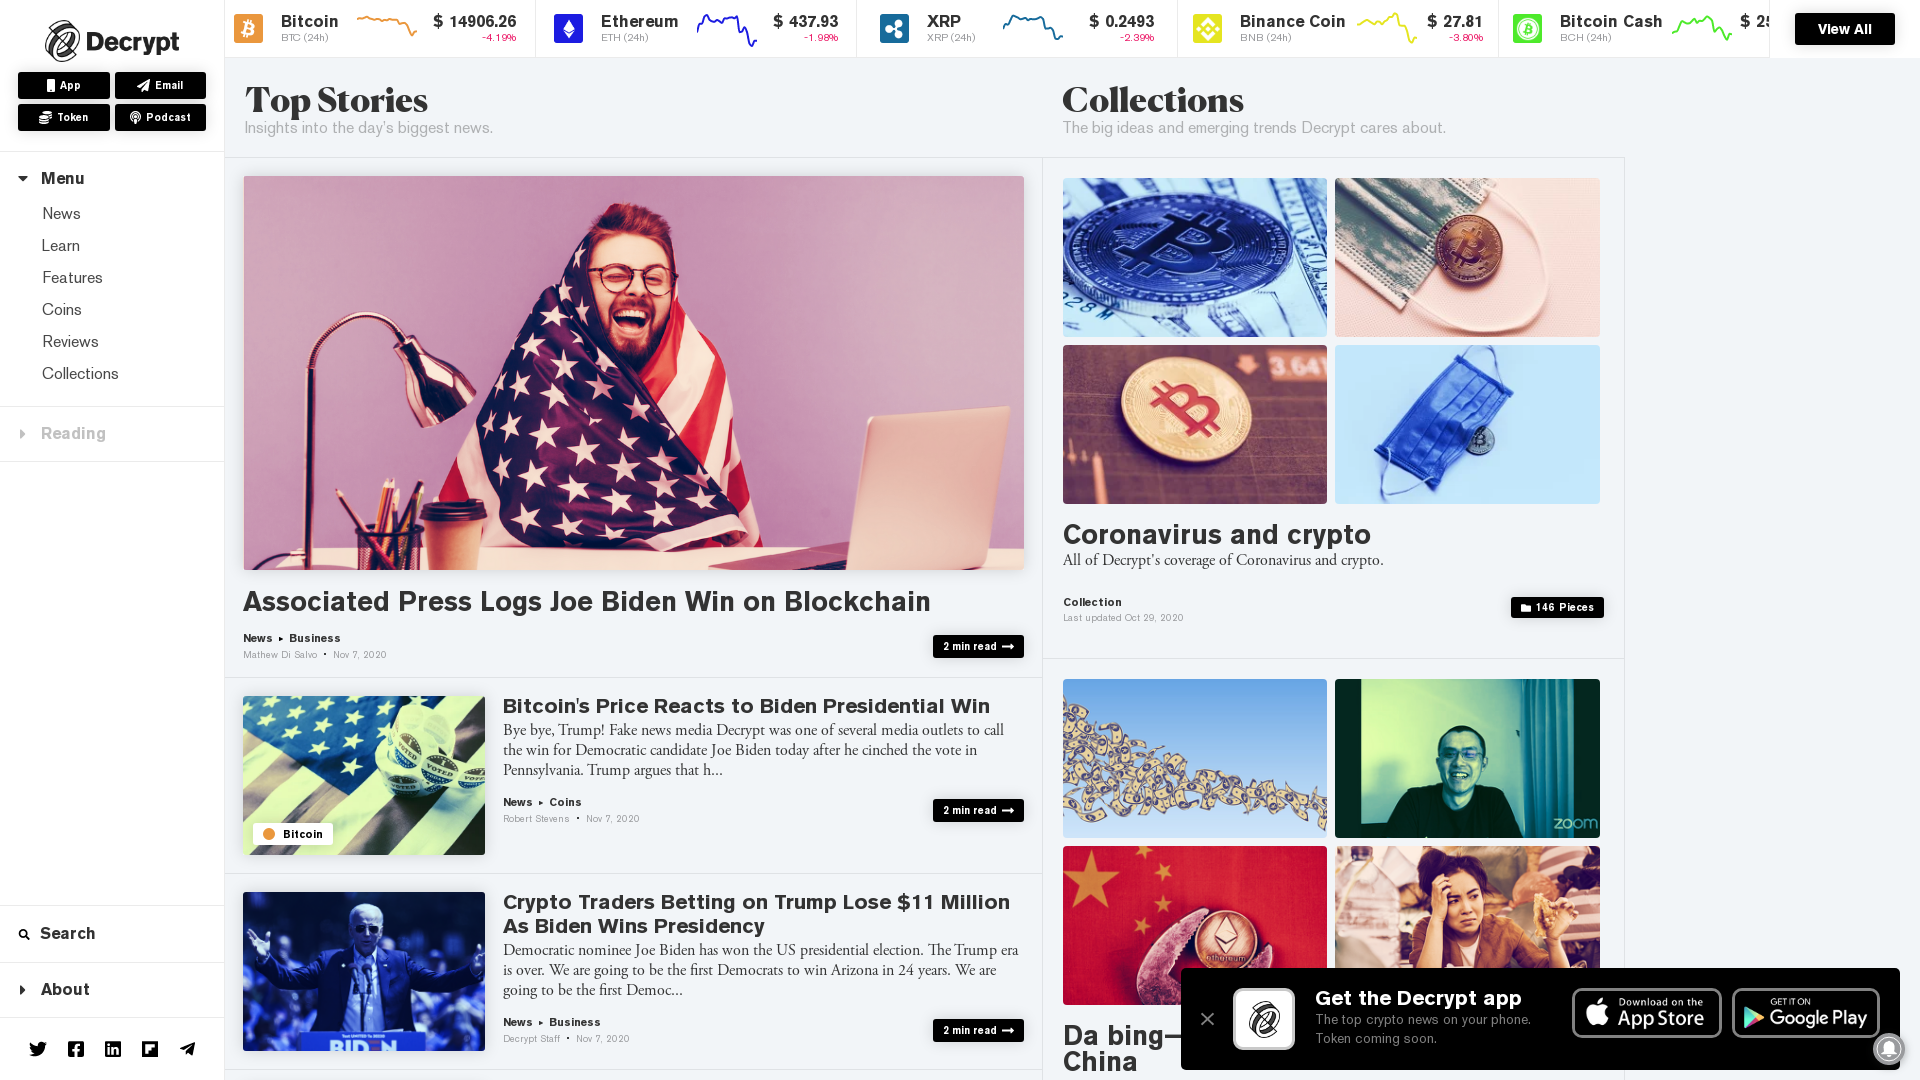 Decrypt
App
Email
Token
Podcast
Menu
News
Learn
Features
Coins
Reviews
Collections
Reading
Search
About
Bitcoin
BTC (24h)
$ 14906.26
-4.19%
Ethereum
ETH (24h)
$ 437.93
-1.98%
XRP
XRP (24h)
$ 0.2493
-2.39%
Binance Coin
BNB (24h)
$ 27.81
-3.80%
Bitcoin Cash
BCH (24h)
View All
Top Stories
Insights into the day's biggest news.
Associated Press Logs Joe Biden Win on Blockchain
News ▸ Business
Mathew Di Salvo • Nov 7, 2020
2 min read
Bitcoin
Bitcoin's Price Reacts to Biden Presidential Win
Bye bye, Trump! Fake news media Decrypt was one of several media outlets to call
the win for Democratic candidate Joe Biden today after he cinched the vote in
Pennsylvania. Trump argues that h...
News ▸ Coins
Robert Stevens • Nov 7, 2020
2 min read
Crypto Traders Betting on Trump Lose $11 Million
As Biden Wins Presidency
Democratic nominee Joe Biden has won the US presidential election. The Trump era
is over. We are going to be the first Democrats to win Arizona in 24 years. We are
going to be the first Democ...
News ▸ Business
Decrypt Staff • Nov 7, 2020
2 min read
BIDEN
Collections
The big ideas and emerging trends Decrypt cares about.
Coronavirus and crypto
All of Decrypt's coverage of Coronavirus and crypto.
Collection
Last updated Oct 29, 2020
146 Pieces
zoom
ethereum
Da bing—
China
Get the Decrypt app
The top crypto news on your phone.
Token coming soon.
Download on the
App Store
GET IT ON
Google Play